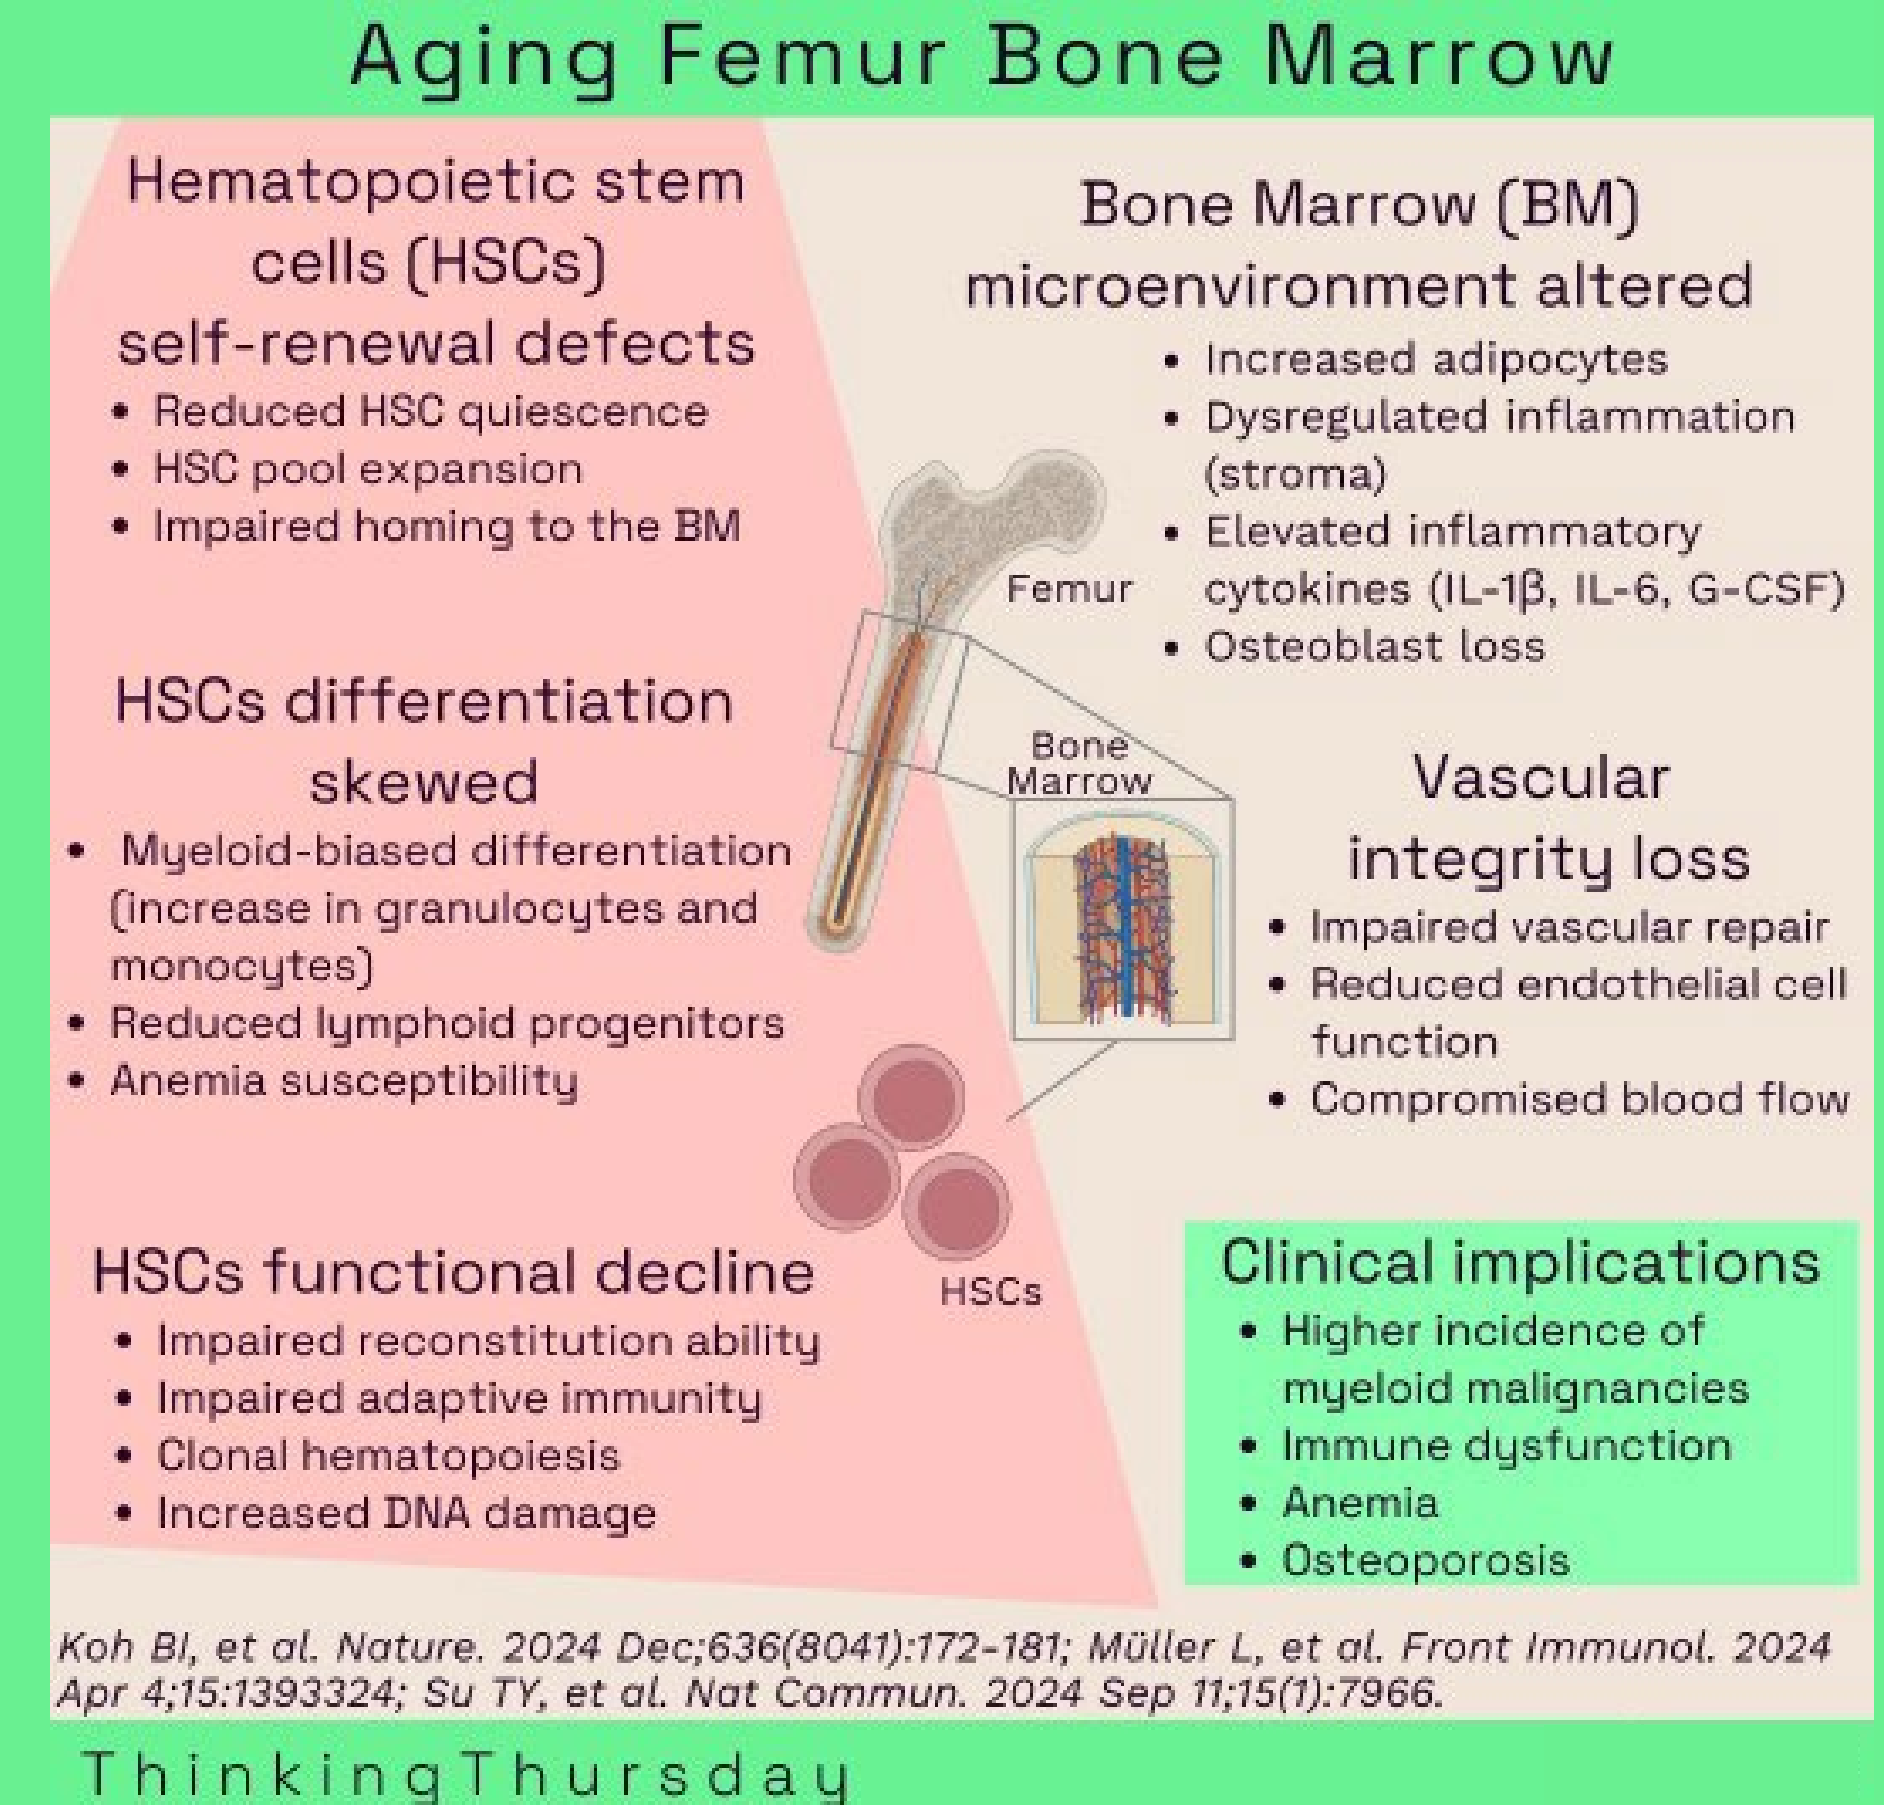 Aging Femur Bone Marrow
Hematopoietic stem
cells (HSCs)
self-renewal defects
• Reduced HSC quiescence
• HSC pool expansion
• Impaired homing to the BM
HSCs differentiation
skewed
• Myeloid-biased differentiation
(increase in granulocytes and
monocytes)
• Reduced lymphoid progenitors
• Anemia susceptibility
HSCs functional decline
• Impaired reconstitution ability
• Impaired adaptive immunity
• Clonal hematopoiesis
• Increased DNA damage
Femur
Bone
Marrow
HSCs
Bone Marrow (BM)
microenvironment altered
• Increased adipocytes
• Dysregulated inflammation
(stroma)
• Elevated inflammatory
cytokines (IL-1β, IL-6, G-CSF)
• Osteoblast loss
Vascular
integrity loss
• Impaired vascular repair
• Reduced endothelial cell
function
• Compromised blood flow
Clinical implications
• Higher incidence of
myeloid malignancies
• Immune dysfunction
• Anemia
• Osteoporosis
Koh BI, et al. Nature. 2024 Dec;636(8041):172-181; Müller L, et al. Front Immunol. 2024
Apr 4;15:1393324; Su TY, et al. Nat Commun. 2024 Sep 11;15(1):7966.
ThinkingThursday